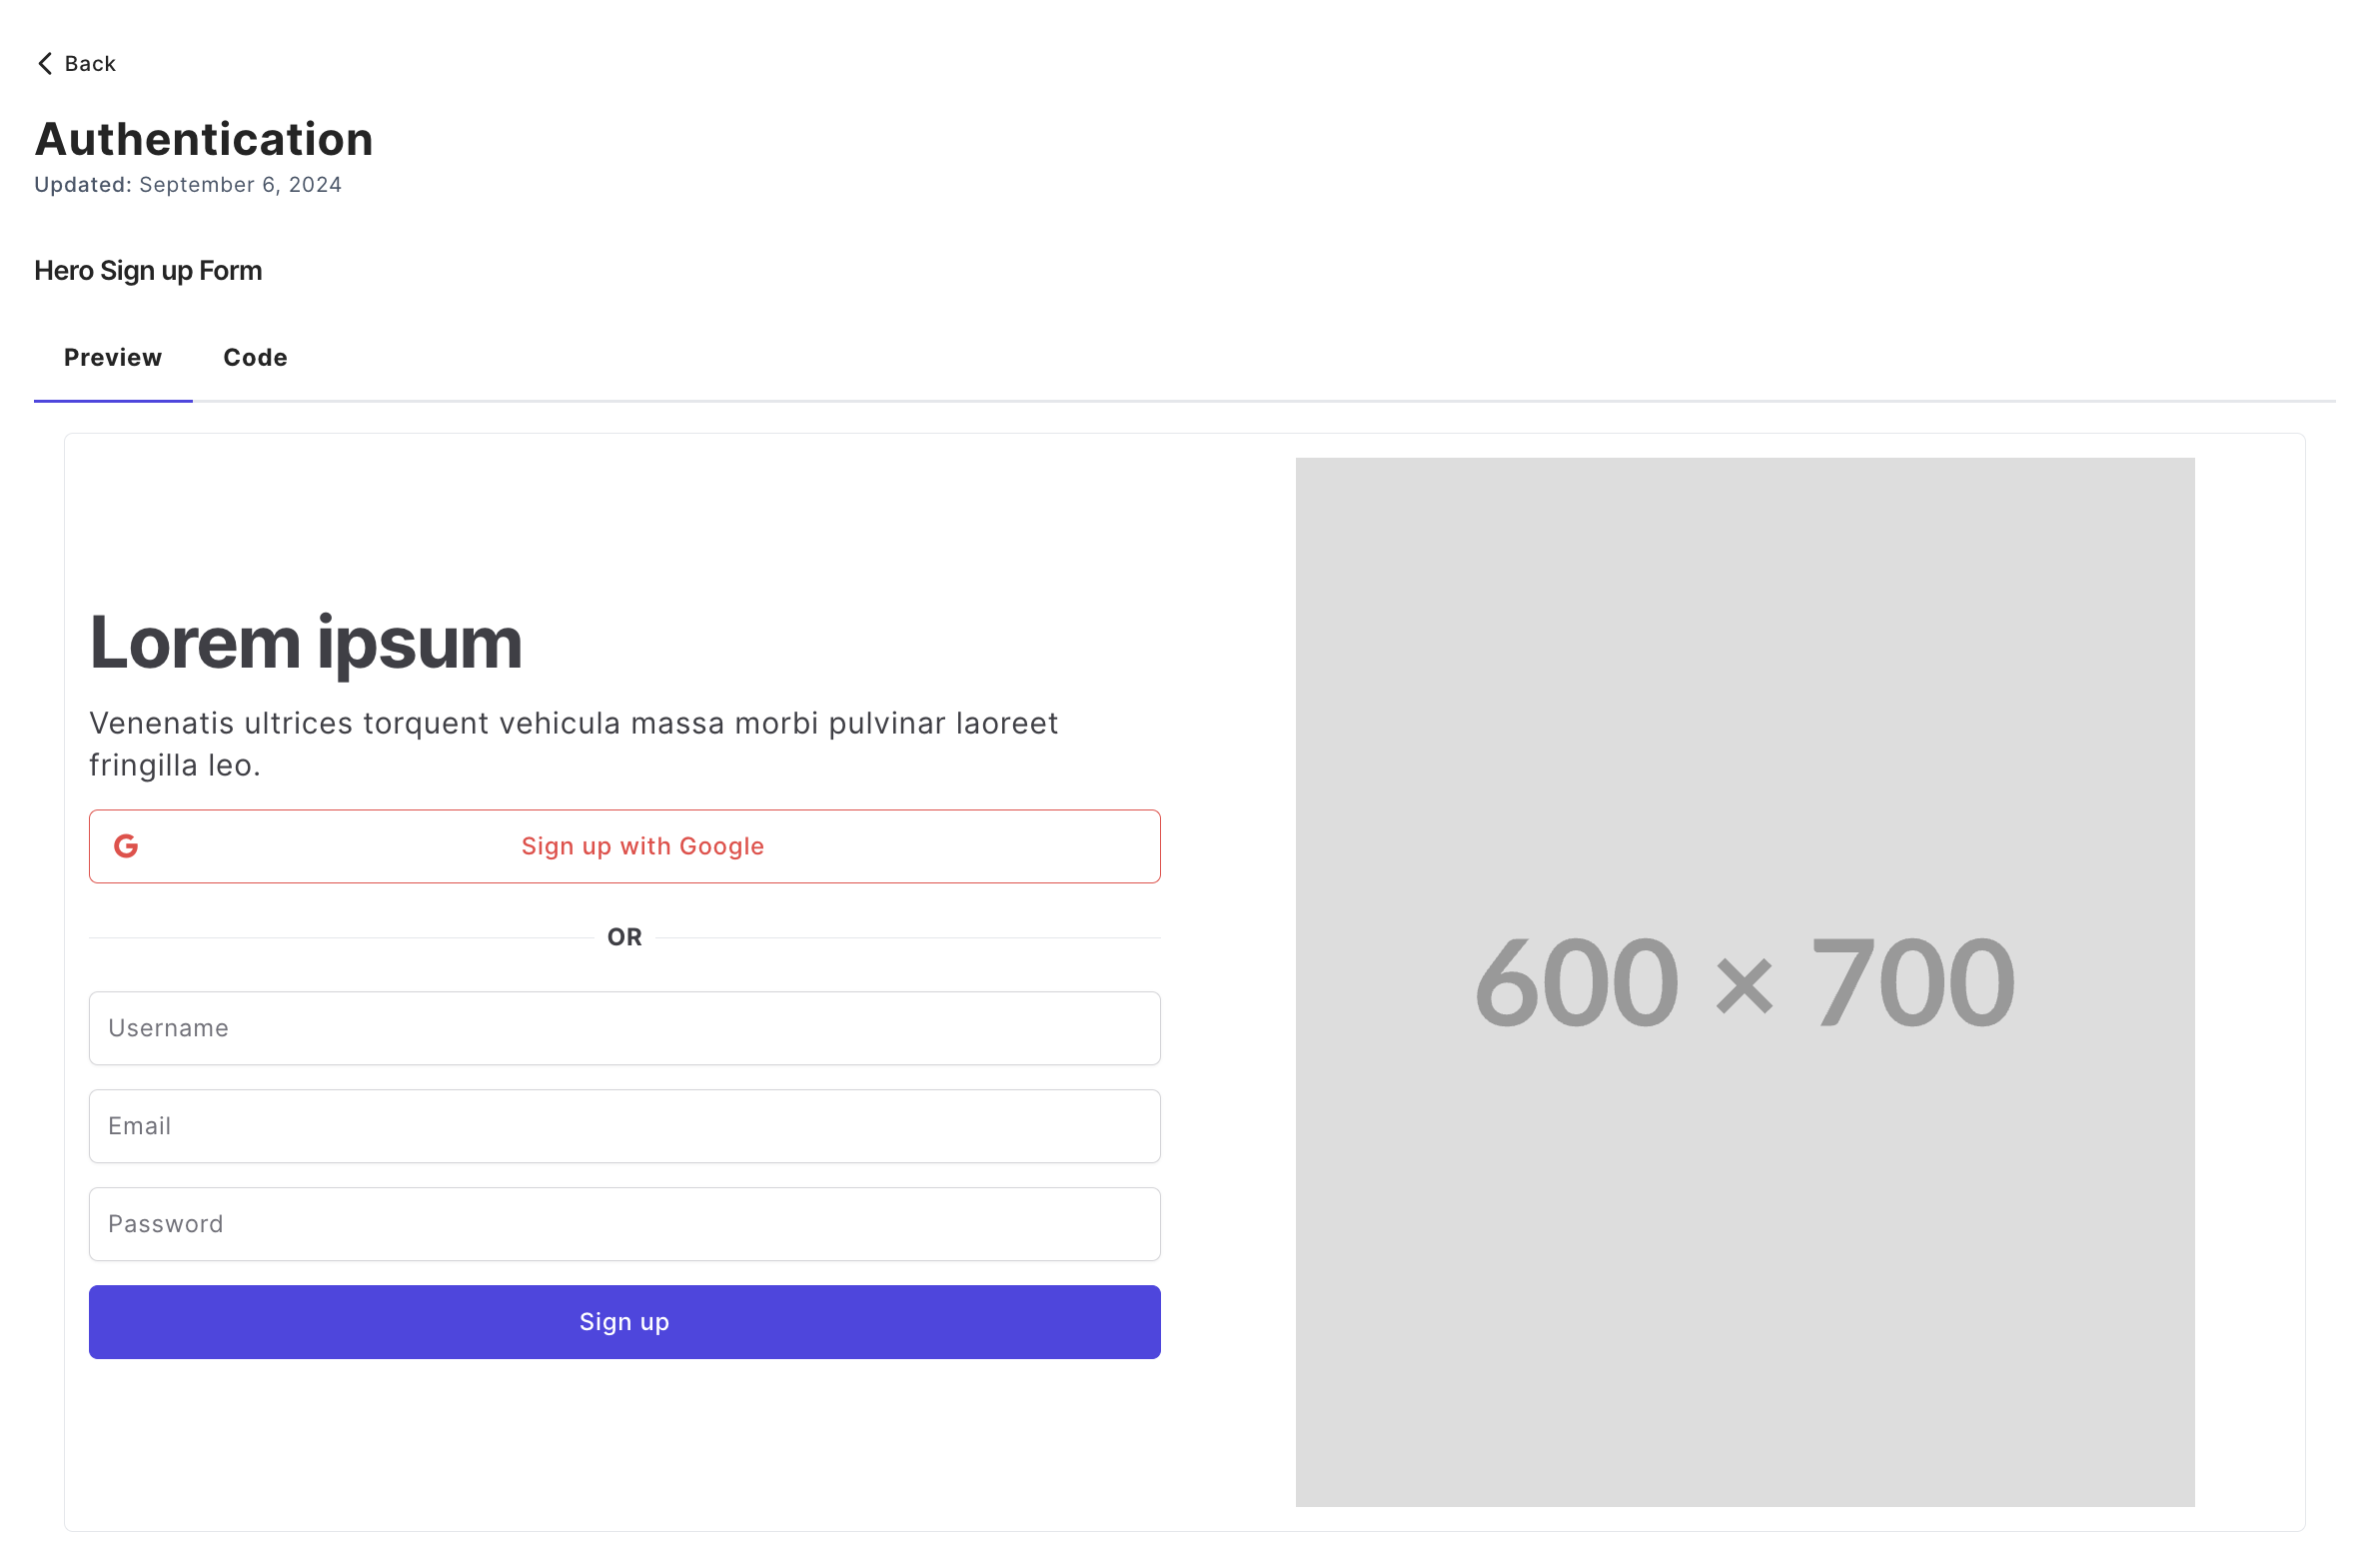 Back
Authentication
Updated: September 6, 2024
Hero Sign up Form
Preview Code
Lorem ipsum
Venenatis ultrices torquent vehicula massa morbi pulvinar laoreet
fringilla leo.
G Sign up with Google
OR
Username
Email
Password
Sign up
600 × 700